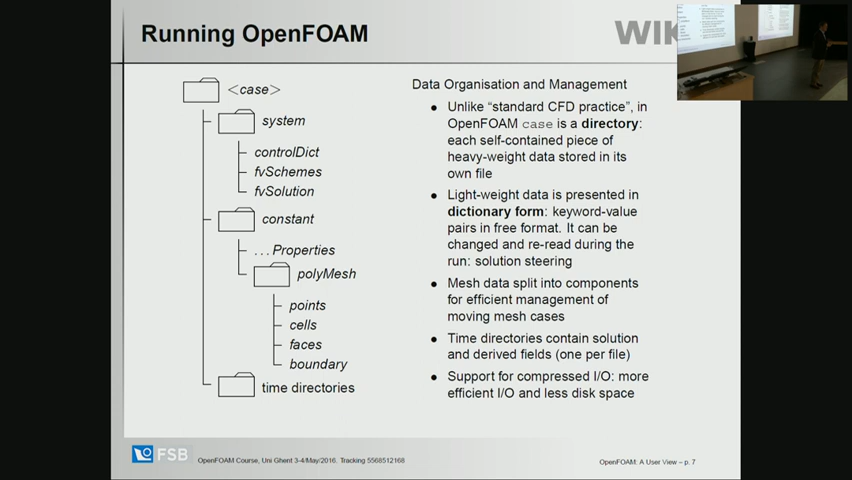 Running OpenFOAM
WIK
<case>
system
controlDict
fvSchemes
fvSolution
constant
...Properties
polyMesh
points
cells
faces
boundary
time directories
Data Organisation and Management
● Unlike “standard CFD practice”, in
OpenFOAM case is a directory:
each self-contained piece of
heavy-weight data stored in its
own file
● Light-weight data is presented in
dictionary form: keyword-value
pairs in free format. It can be
changed and re-read during the
run: solution steering
● Mesh data split into components
for efficient management of
moving mesh cases
● Time directories contain solution
and derived fields (one per file)
● Support for compressed I/O: more
efficient I/O and less disk space
FSB
OpenFOAM Course, Uni Ghent 3-4/May/2016. Tracking 5568512168
OpenFOAM: A User View – p. 7